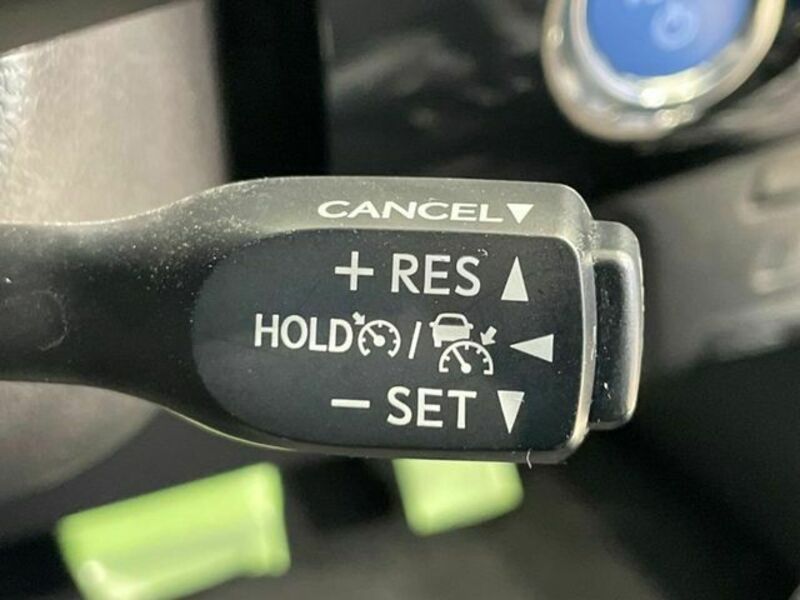 CANCEL▼
+ RES ▲
HOLD / ◀
− SET ▼